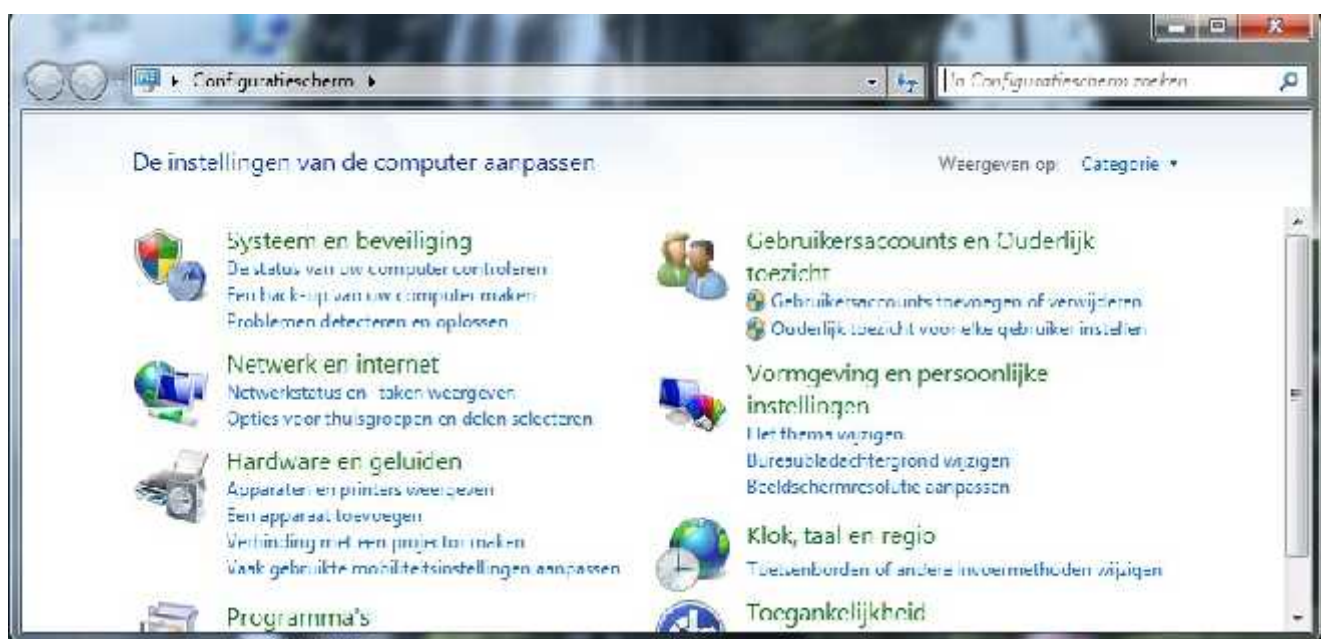 Configuratiescherm
In Configuratiescherm zoeken
De instellingen van de computer aanpassen
Weergeven op: Categorie
Systeem en beveiliging
De status van uw computer controleren
Een back-up van uw computer maken
Problemen detecteren en oplossen
Netwerk en internet
Netwerkstatus en -taken weergeven
Opties voor thuisgroepen en delen selecteren
Hardware en geluiden
Apparaten en printers weergeven
Een apparaat toevoegen
Verbinding met een projector maken
Vaak gebruikte mobiliteitsinstellingen aanpassen
Programma's
Gebruikersaccounts en Ouderlijk
toezicht
Gebruikersaccounts toevoegen of verwijderen
Ouderlijk toezicht voor elke gebruiker instellen
Vormgeving en persoonlijke
instellingen
Het thema wijzigen
Bureaubladachtergrond wijzigen
Beeldschermresolutie aanpassen
Klok, taal en regio
Toetsenborden of andere invoermethoden wijzigen
Toegankelijkheid